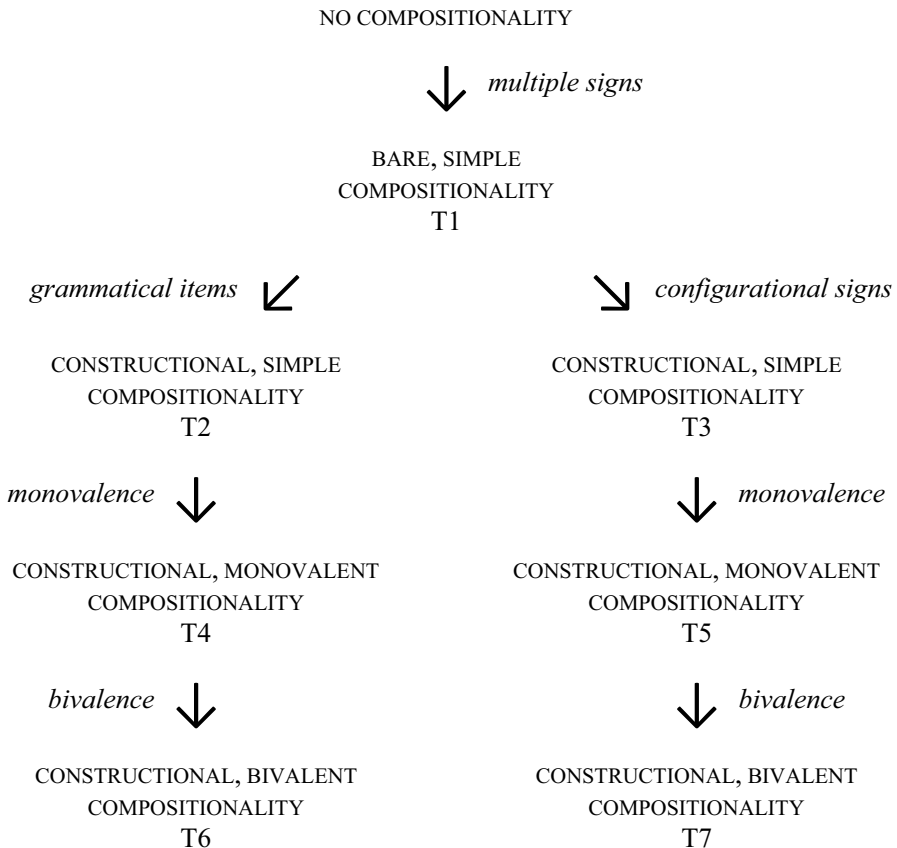 NO COMPOSITIONALITY
multiple signs
BARE, SIMPLE
COMPOSITIONALITY
T1
grammatical items
configurational signs
CONSTRUCTIONAL, SIMPLE
COMPOSITIONALITY
T2
CONSTRUCTIONAL, SIMPLE
COMPOSITIONALITY
T3
monovalence
monovalence
CONSTRUCTIONAL, MONOVALENT
COMPOSITIONALITY
T4
CONSTRUCTIONAL, MONOVALENT
COMPOSITIONALITY
T5
bivalence
bivalence
CONSTRUCTIONAL, BIVALENT
COMPOSITIONALITY
T6
CONSTRUCTIONAL, BIVALENT
COMPOSITIONALITY
T7